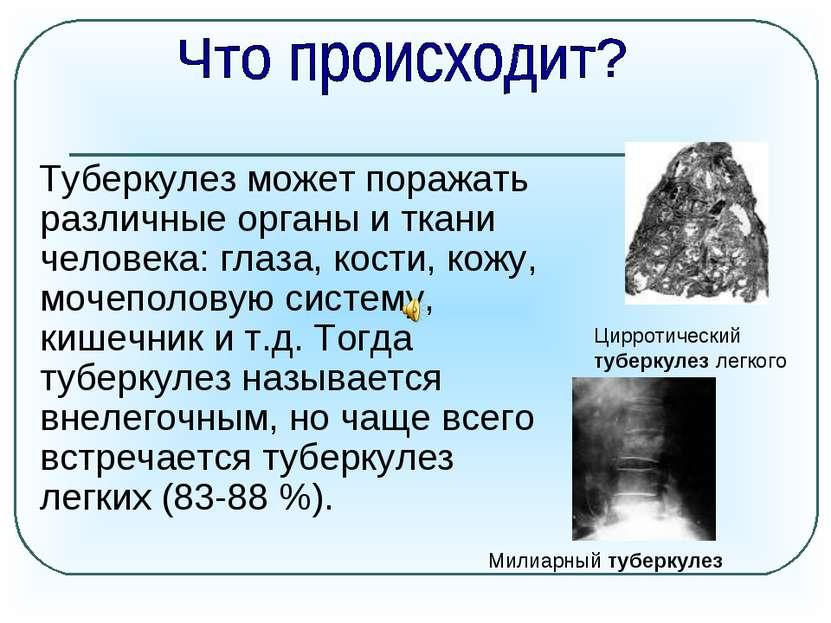 Что происходит?
Туберкулез может поражать
различные органы и ткани
человека: глаза, кости, кожу,
мочеполовую систему,
кишечник и т.д. Тогда
туберкулез называется
внелегочным, но чаще всего
встречается туберкулез
легких (83-88 %).
Цирротический
туберкулез легкого
Милиарный туберкулез